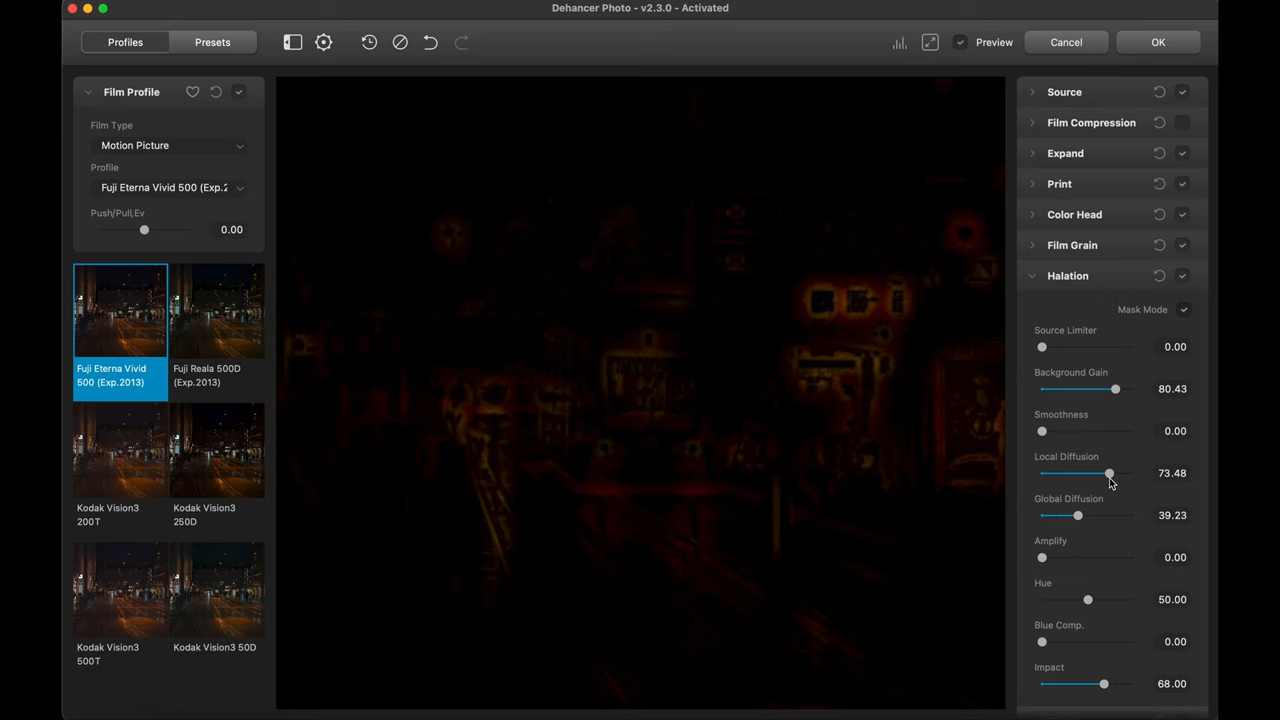 Dehancer Photo - v2.3.0 - Activated
Profiles
Presets
Preview
Cancel
OK
Film Profile
Film Type
Motion Picture
Profile
Fuji Eterna Vivid 500 (Exp.2
Push/Pull,Ev
0.00
Fuji Eterna Vivid
500 (Exp.2013)
Fuji Reala 500D
(Exp.2013)
Kodak Vision3
200T
Kodak Vision3
250D
Kodak Vision3
500T
Kodak Vision3 50D
Source
Film Compression
Expand
Print
Color Head
Film Grain
Halation
Mask Mode
Source Limiter
0.00
Background Gain
80.43
Smoothness
0.00
Local Diffusion
73.48
Global Diffusion
39.23
Amplify
0.00
Hue
50.00
Blue Comp.
0.00
Impact
68.00